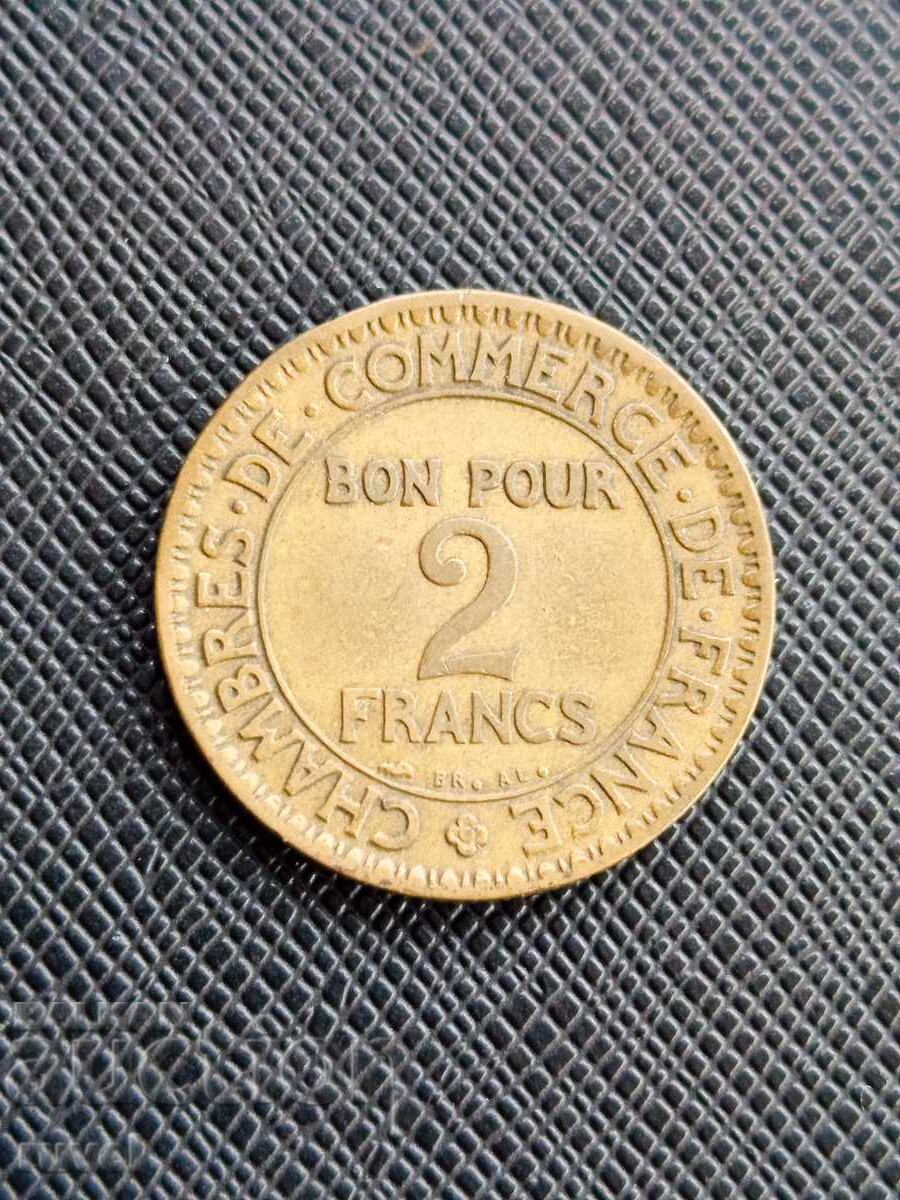 CHAMBRES·DE·COMMERCE·DE·FRANCE
BON POUR
2
FRANCS
BR. AL.